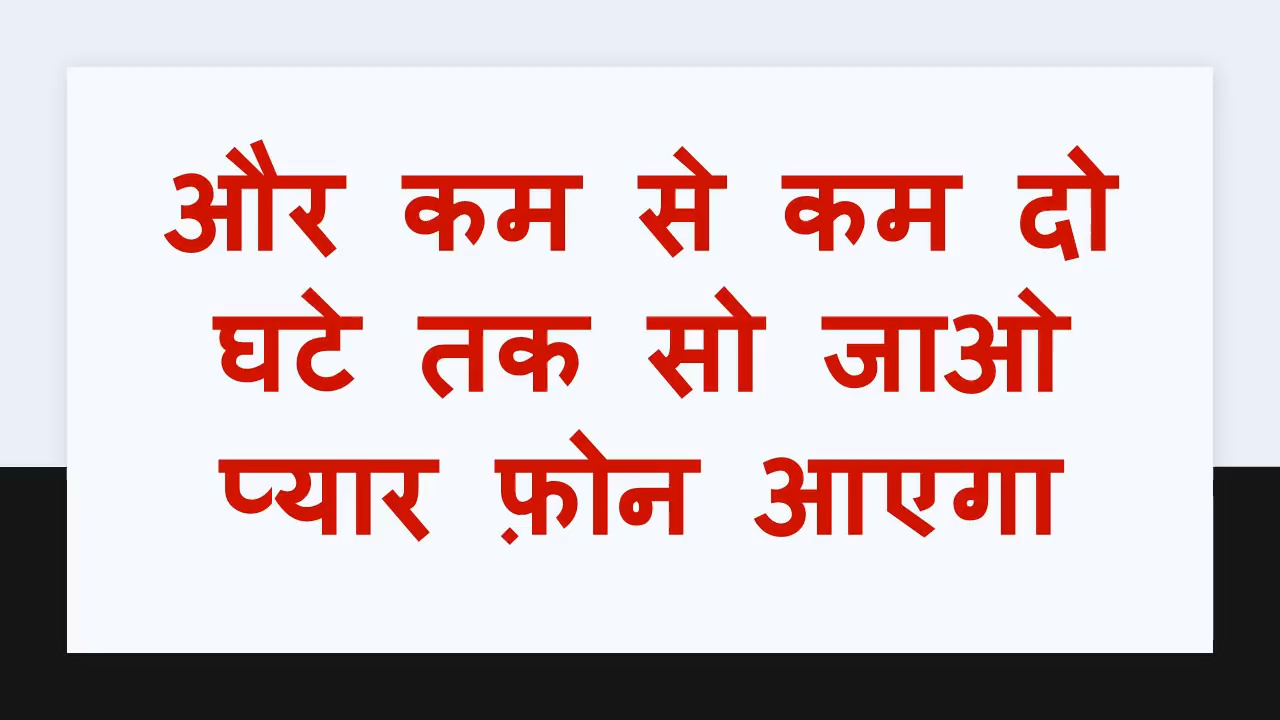 और कम से कम दो
घटे तक सो जाओ
प्यार फ़ोन आएगा